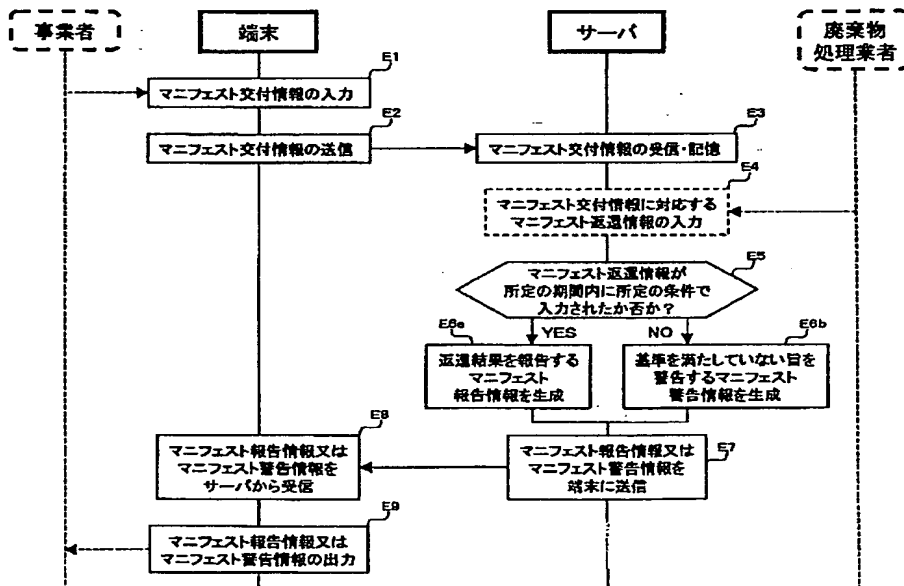 事業者
端末
サーバ
廃棄物
処理業者
E1
マニフェスト交付情報の入力
E2
マニフェスト交付情報の送信
E3
マニフェスト交付情報の受信・記憶
E4
マニフェスト交付情報に対応する
マニフェスト返還情報の入力
E5
マニフェスト返還情報が
所定の期間内に所定の条件で
入力されたか否か?
E6a
YES
NO
E6b
返還結果を報告する
マニフェスト
報告情報を生成
基準を満たしていない旨を
警告するマニフェスト
警告情報を生成
E8
マニフェスト報告情報又は
マニフェスト警告情報を
サーバから受信
E7
マニフェスト報告情報又は
マニフェスト警告情報を
端末に送信
E9
マニフェスト報告情報又は
マニフェスト警告情報の出力